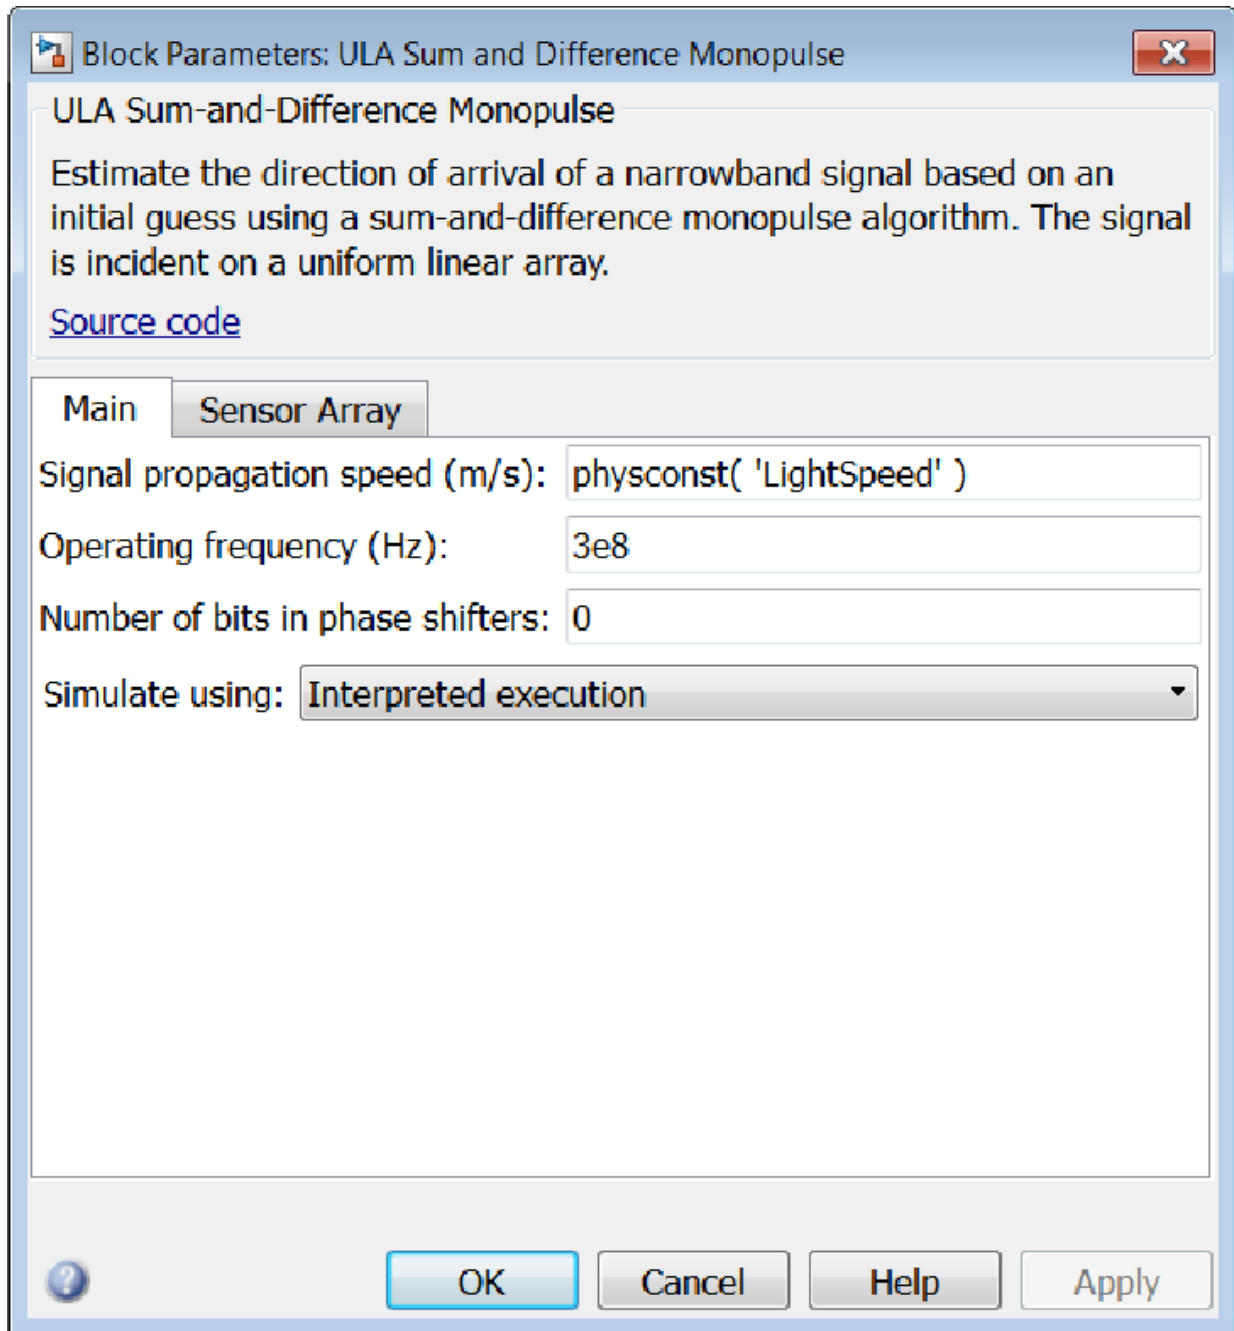 Block Parameters: ULA Sum and Difference Monopulse
ULA Sum-and-Difference Monopulse
Estimate the direction of arrival of a narrowband signal based on an
initial guess using a sum-and-difference monopulse algorithm. The signal
is incident on a uniform linear array.
Source code
Main Sensor Array
Signal propagation speed (m/s): physconst( 'LightSpeed' )
Operating frequency (Hz): 3e8
Number of bits in phase shifters: 0
Simulate using: Interpreted execution
? OK Cancel Help Apply